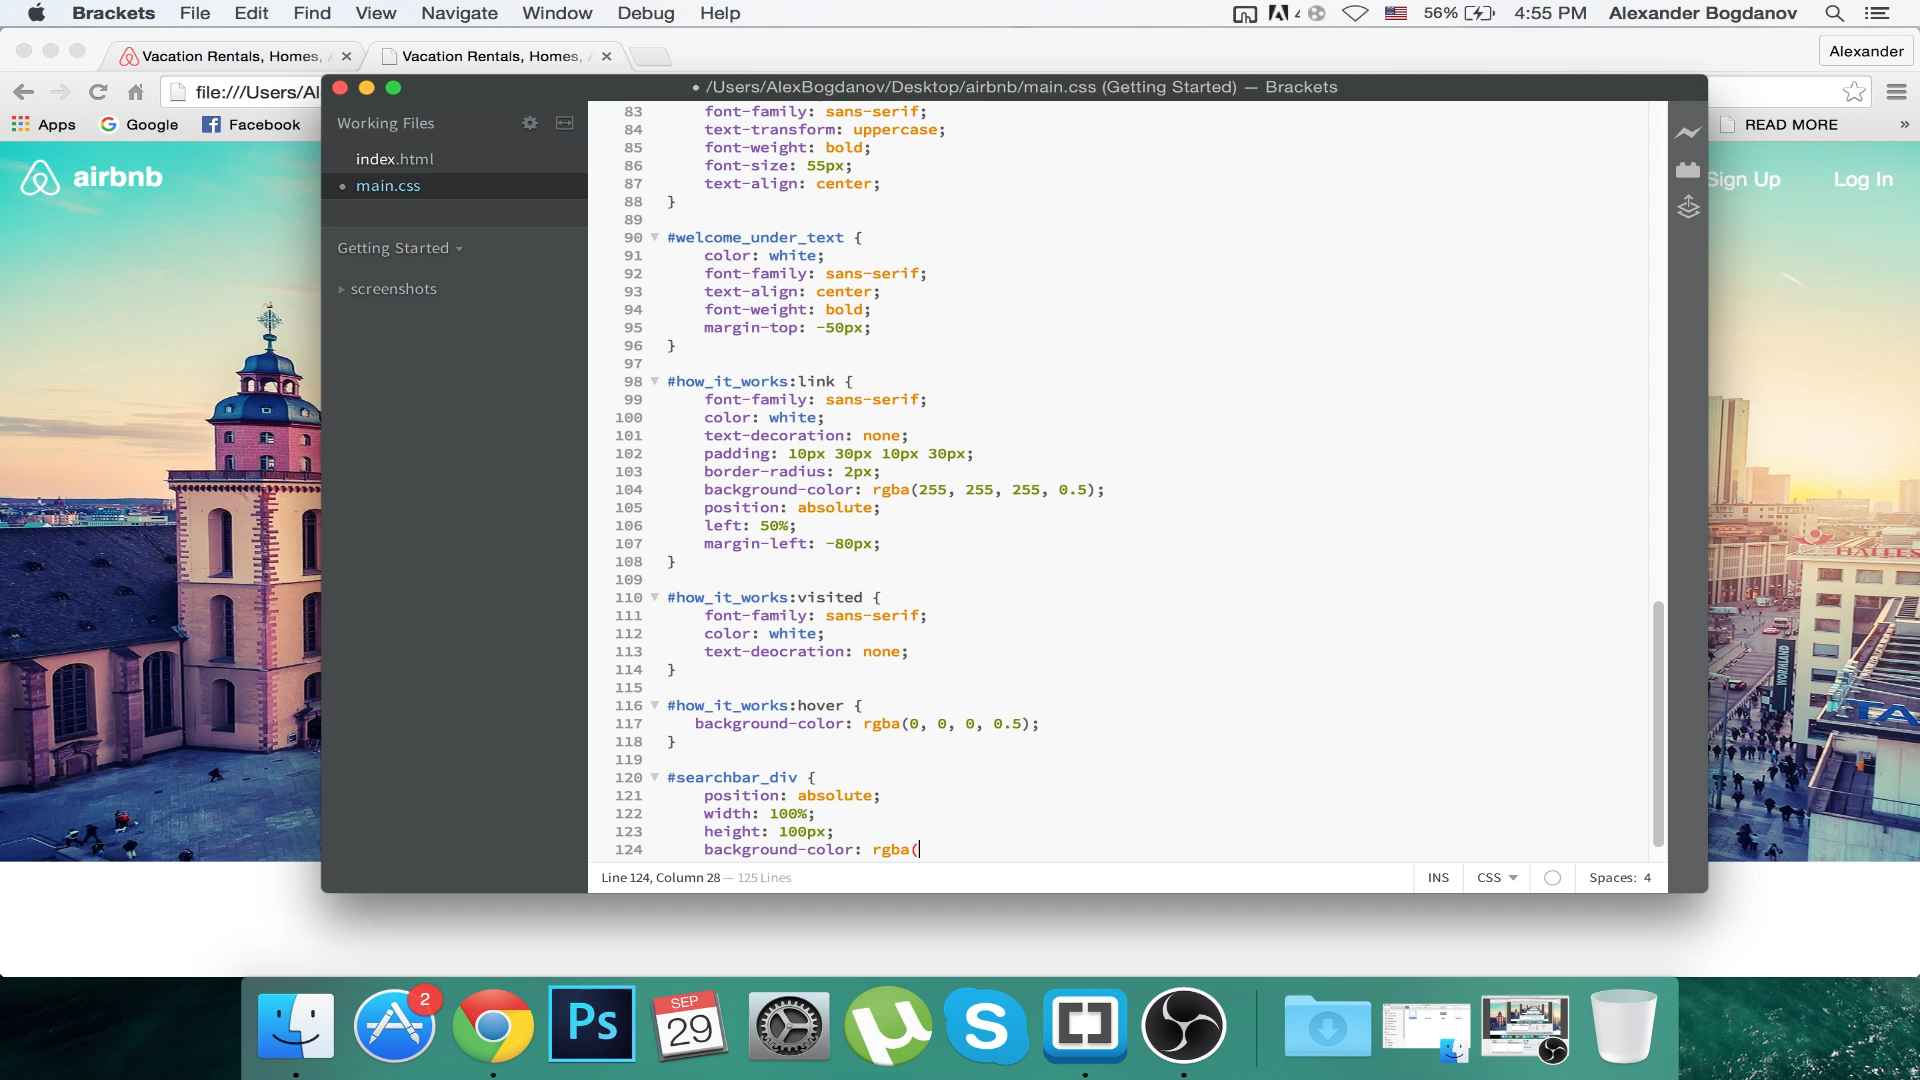 Brackets File Edit Find View Navigate Window Debug Help
56% 4:55 PM Alexander Bogdanov
Vacation Rentals, Homes,
Vacation Rentals, Homes,
Alexander
file:///Users/Al
Apps Google Facebook
READ MORE »
airbnb
Sign Up Log In
• /Users/AlexBogdanov/Desktop/airbnb/main.css (Getting Started) — Brackets
Working Files
index.html
main.css
Getting Started
screenshots
83 font-family: sans-serif;
84 text-transform: uppercase;
85 font-weight: bold;
86 font-size: 55px;
87 text-align: center;
88 }
89
90 #welcome_under_text {
91 color: white;
92 font-family: sans-serif;
93 text-align: center;
94 font-weight: bold;
95 margin-top: -50px;
96 }
97
98 #how_it_works:link {
99 font-family: sans-serif;
100 color: white;
101 text-decoration: none;
102 padding: 10px 30px 10px 30px;
103 border-radius: 2px;
104 background-color: rgba(255, 255, 255, 0.5);
105 position: absolute;
106 left: 50%;
107 margin-left: -80px;
108 }
109
110 #how_it_works:visited {
111 font-family: sans-serif;
112 color: white;
113 text-deocration: none;
114 }
115
116 #how_it_works:hover {
117 background-color: rgba(0, 0, 0, 0.5);
118 }
119
120 #searchbar_div {
121 position: absolute;
122 width: 100%;
123 height: 100px;
124 background-color: rgba(
Line 124, Column 28 — 125 Lines
INS CSS Spaces: 4
WORMLAND
2
Ps
SEP
29